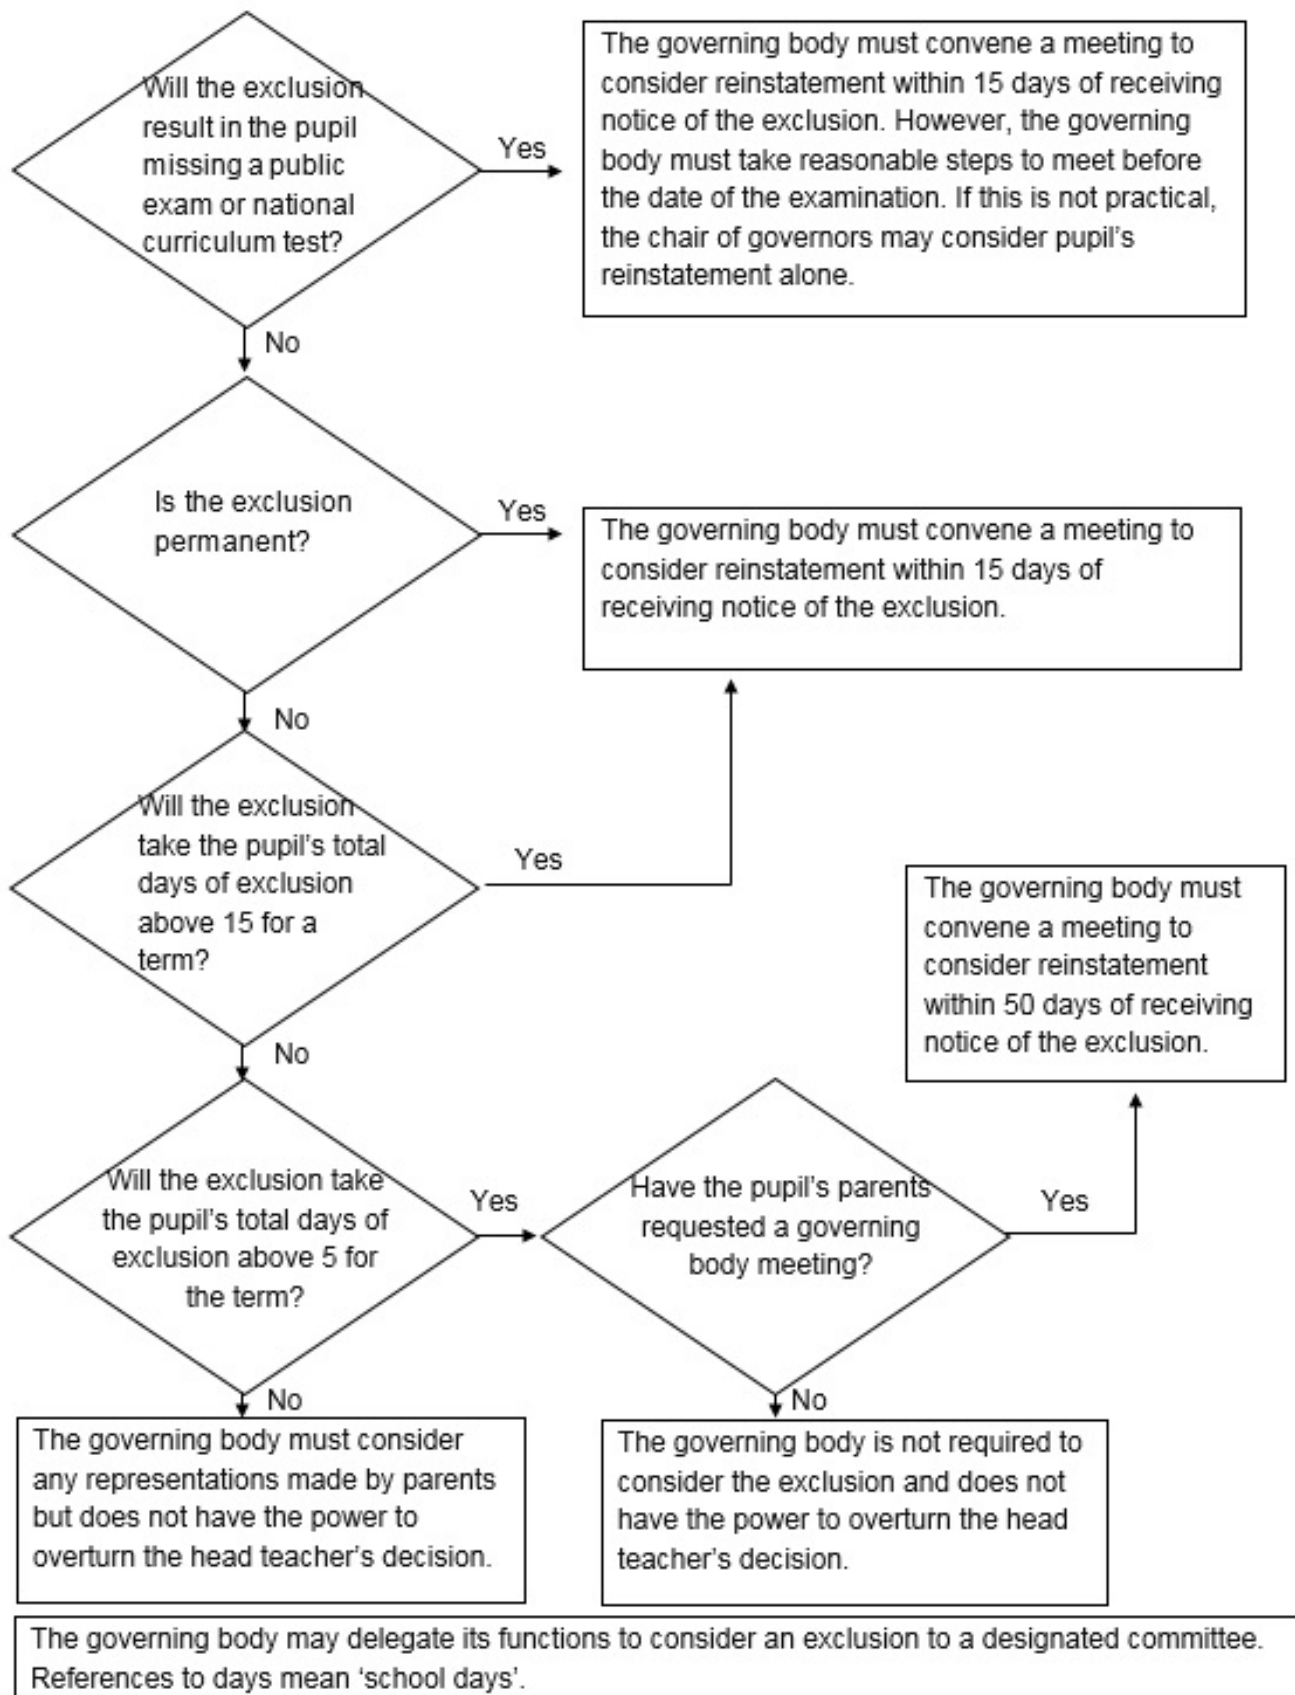 Will the exclusion
result in the pupil
missing a public
exam or national
curriculum test?
Yes
The governing body must convene a meeting to
consider reinstatement within 15 days of receiving
notice of the exclusion. However, the governing
body must take reasonable steps to meet before
the date of the examination. If this is not practical,
the chair of governors may consider pupil's
reinstatement alone.
No
Is the exclusion
permanent?
Yes
The governing body must convene a meeting to
consider reinstatement within 15 days of
receiving notice of the exclusion.
No
Will the exclusion
take the pupil's total
days of exclusion
above 15 for a
term?
Yes
The governing body must
convene a meeting to
consider reinstatement
within 50 days of receiving
notice of the exclusion.
No
Will the exclusion take
the pupil's total days of
exclusion above 5 for
the term?
Yes
Have the pupil's parents
requested a governing
body meeting?
Yes
No
The governing body must consider
any representations made by parents
but does not have the power to
overturn the head teacher's decision.
No
The governing body is not required to
consider the exclusion and does not
have the power to overturn the head
teacher's decision.
The governing body may delegate its functions to consider an exclusion to a designated committee.
References to days mean 'school days'.